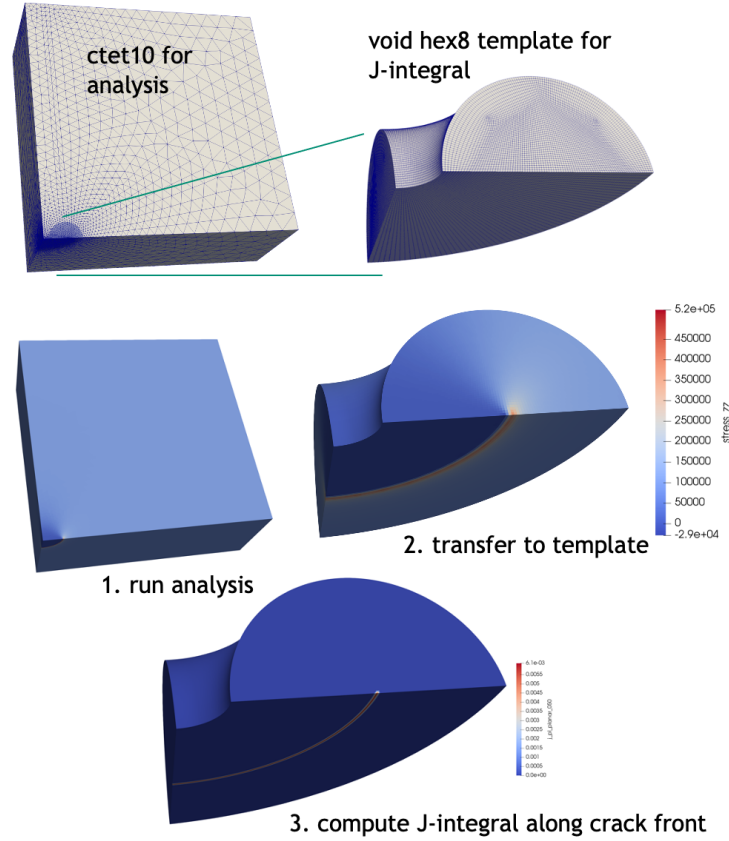 ctet10 for
analysis
void hex8 template for
J-integral
5.2e+05
450000
400000
350000
300000
250000
200000
150000
100000
50000
0
-2.9e+04
stress_zz
1. run analysis
2. transfer to template
6.1e-03
0.0055
0.005
0.0045
0.004
0.0035
0.003
0.0025
0.002
0.0015
0.001
0.0005
0.0e+00
3. compute J-integral along crack front